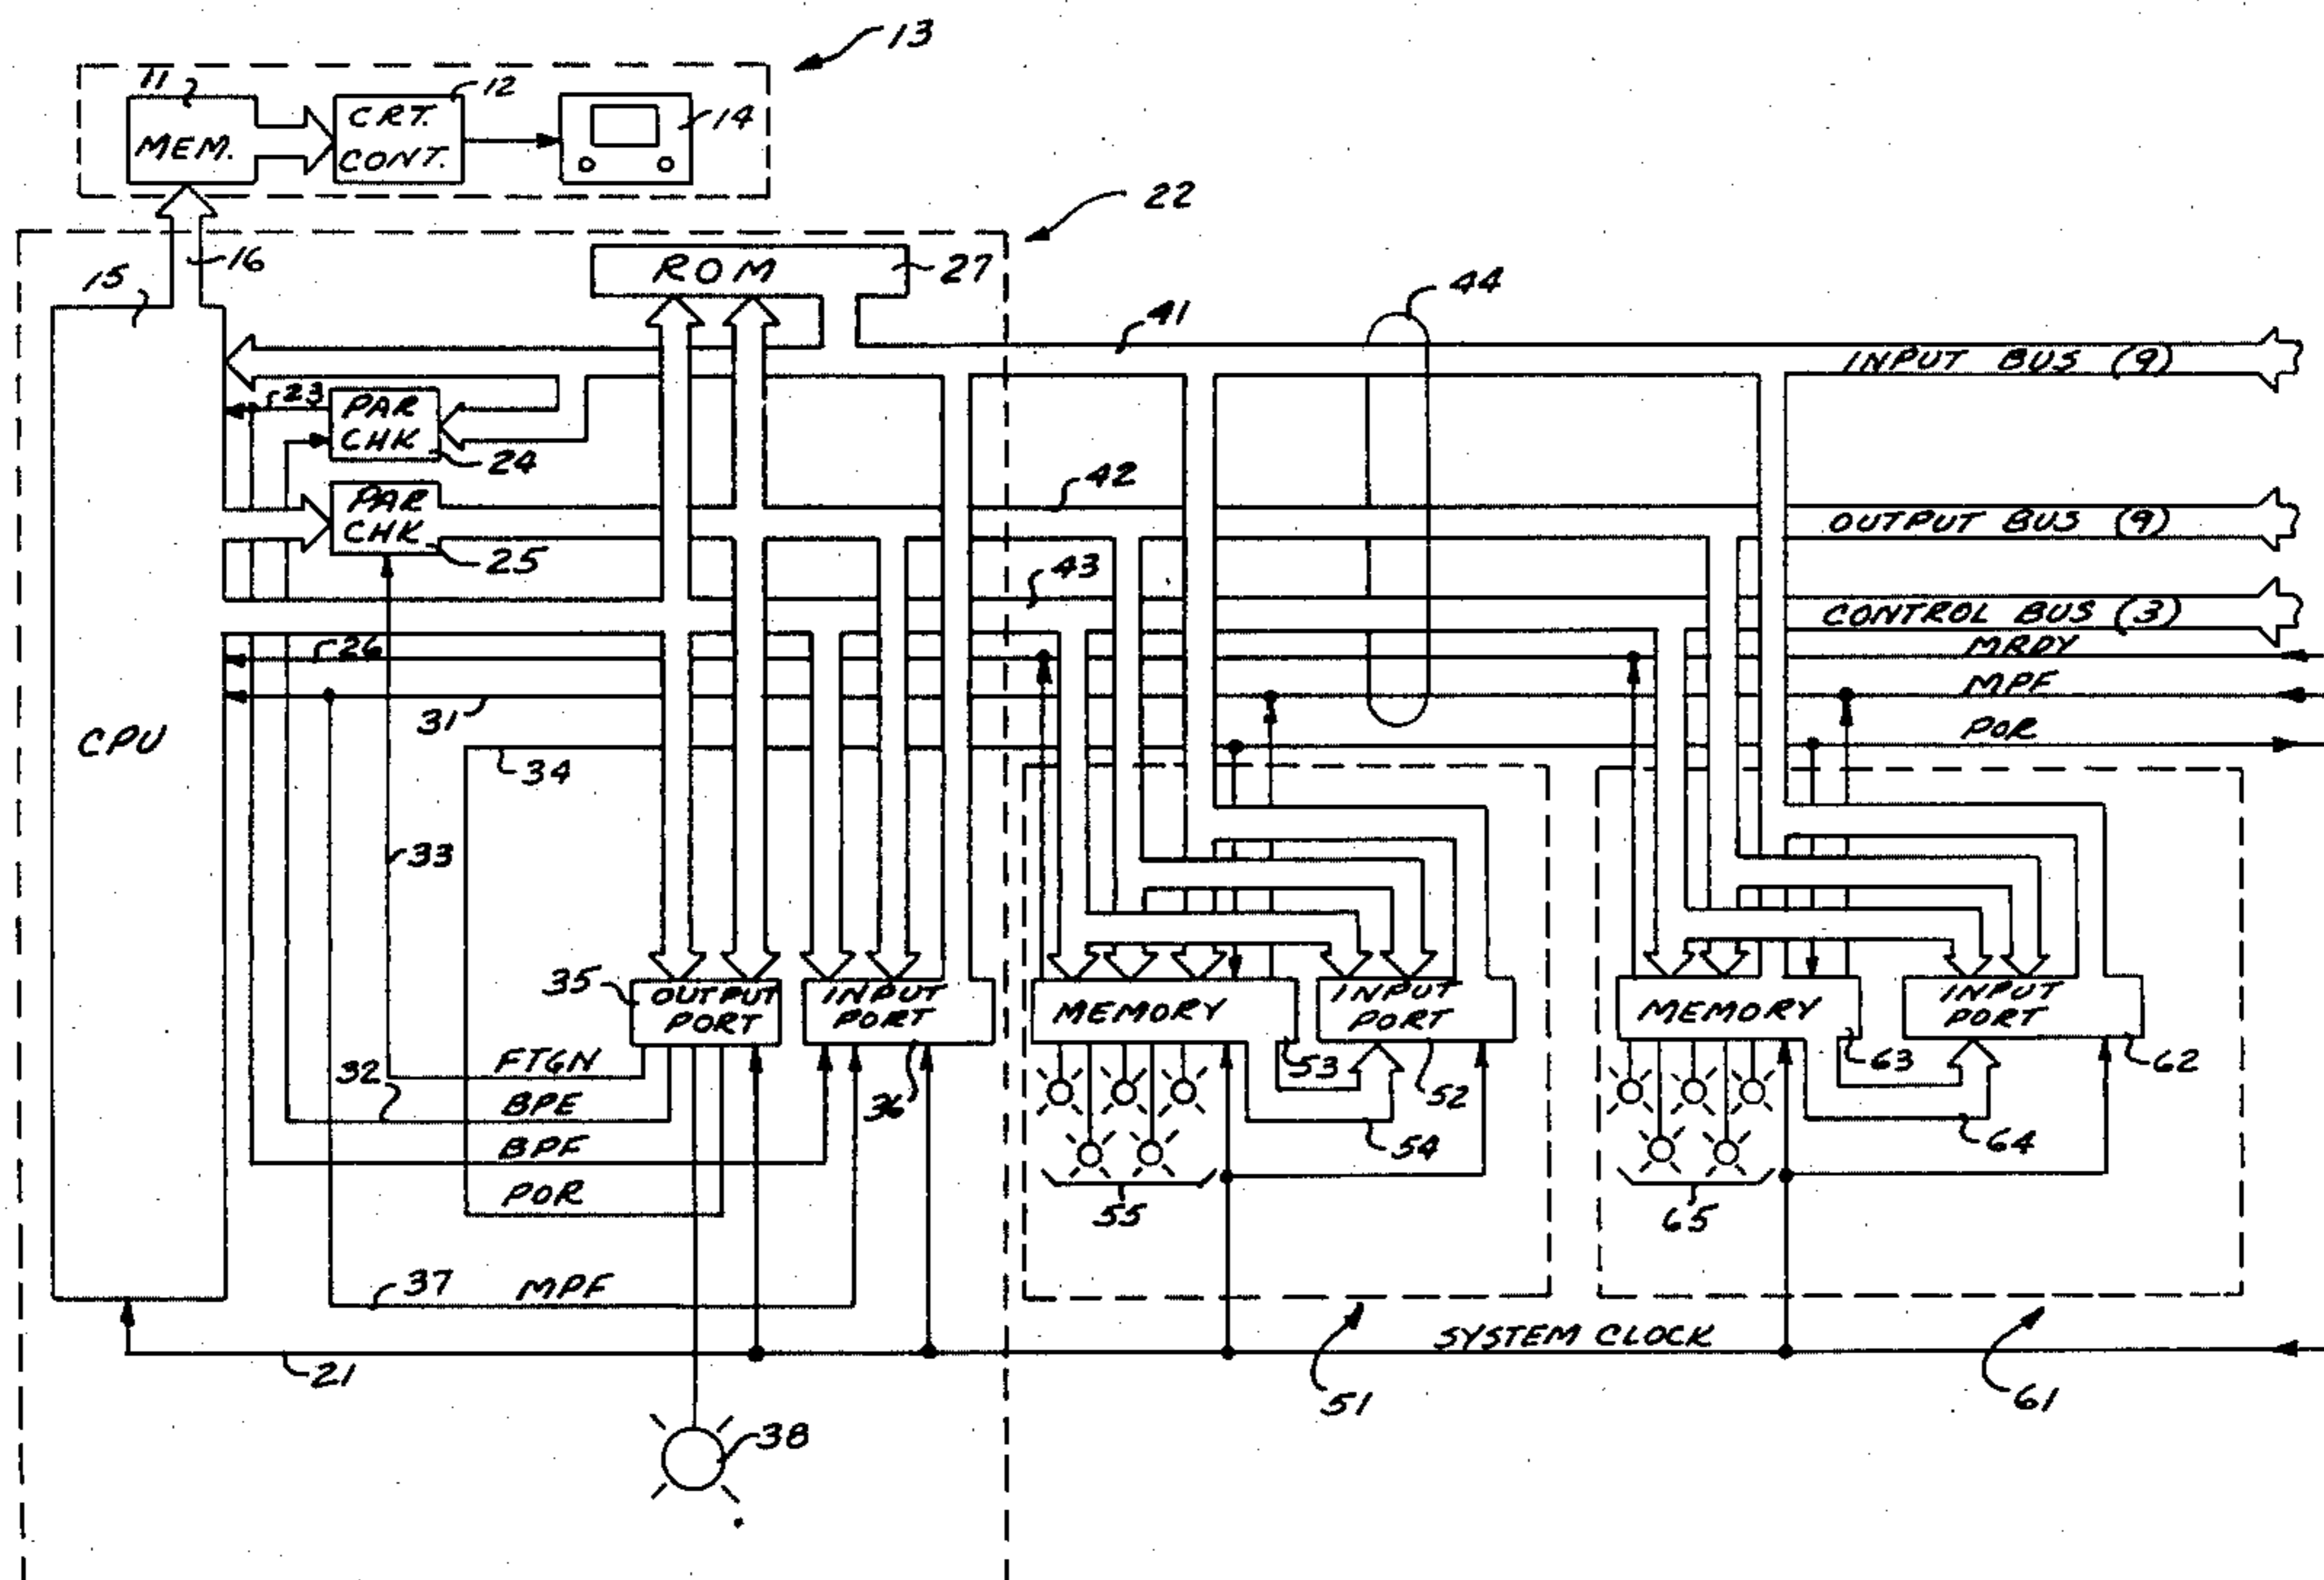 13
11
MEM.
CRT.
CONT.
12
14
22
16
15
ROM
27
44
41
INPUT BUS (9)
23
PAR
CHK
24
42
PAR
CHK
25
OUTPUT BUS (9)
43
CONTROL BUS (3)
26
MRDY
31
MPF
CPU
34
POR
33
35
OUTPUT
PORT
INPUT
PORT
36
MEMORY
53
INPUT
PORT
52
MEMORY
63
INPUT
PORT
62
FTGN
32
BPE
BPF
POR
54
55
64
65
37
MPF
21
SYSTEM CLOCK
51
61
38